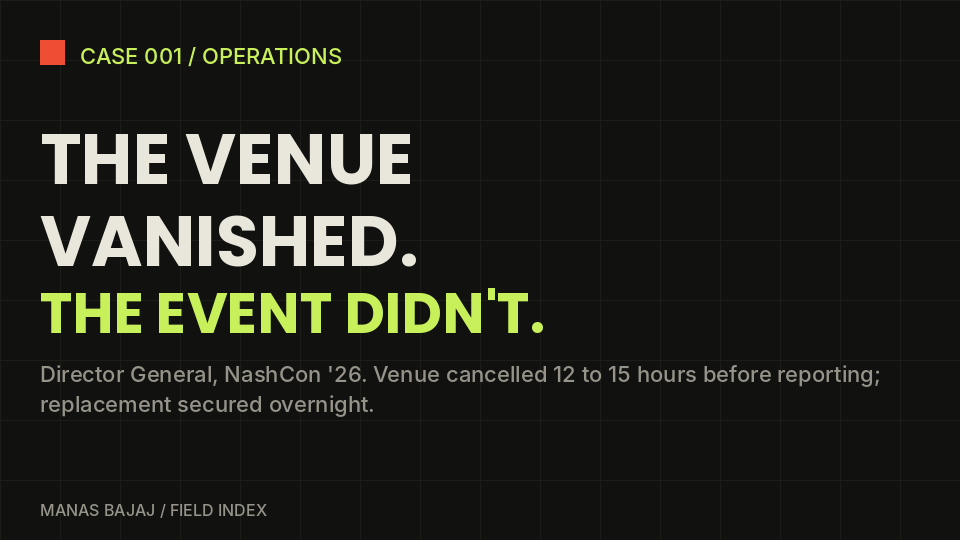 CASE 001 / OPERATIONS
THE VENUE
VANISHED.
THE EVENT DIDN'T.
Director General, NashCon '26. Venue cancelled 12 to 15 hours before reporting;
replacement secured overnight.
MANAS BAJAJ / FIELD INDEX